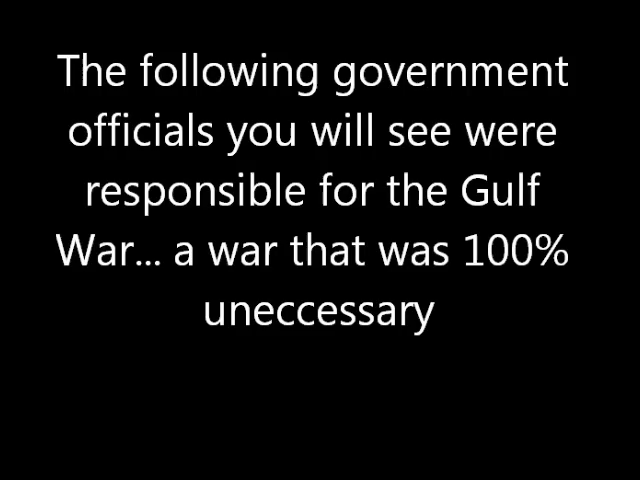 The following government
officials you will see were
responsible for the Gulf
War... a war that was 100%
uneccessary